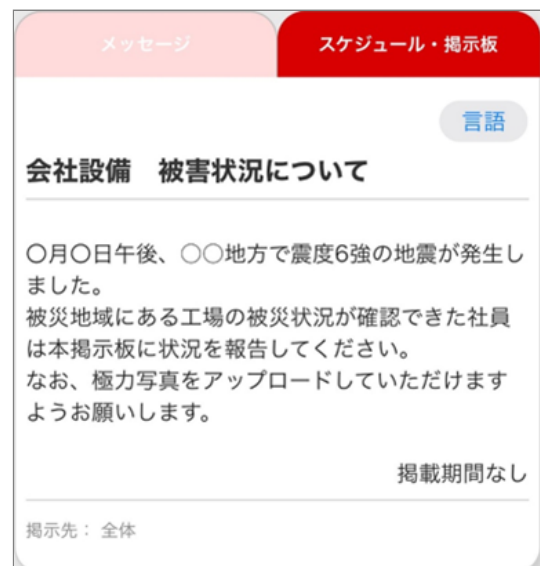 メッセージ
スケジュール・掲示板
言語
会社設備　被害状況について
〇月〇日午後、〇〇地方で震度6強の地震が発生し
ました。
被災地域にある工場の被災状況が確認できた社員
は本掲示板に状況を報告してください。
なお、極力写真をアップロードしていただけます
ようお願いします。
掲載期間なし
掲示先： 全体